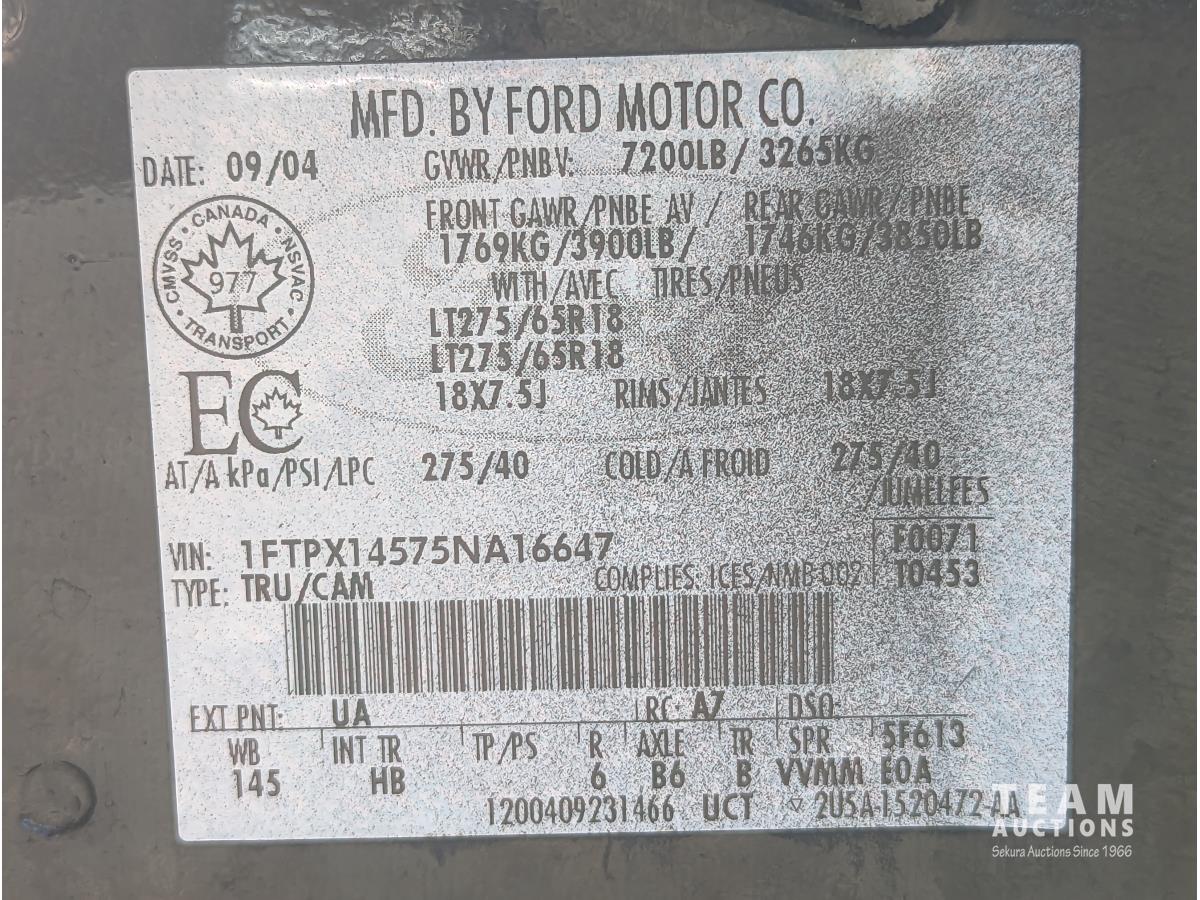 MFD. BY FORD MOTOR CO.
DATE: 09/04 GVWR/PNBV: 7200LB/ 3265KG
FRONT GAWR/PNBE AV / REAR GAWR/ PNBE
1769KG/3900LB/ 1746KG/3850LB
WITH/AVEC TIRES/PNEUS
CMVSS · CANADA · NSVAC · TRANSPORT ·
977
LT275/65R18
LT275/65R18
18X7.5J RIMS/JANTES 18X7.5J
EC
AT/A kPa/PSI/LPC 275/40 COLD/A FROID 275/40
/JUMELEES
VIN: 1FTPX14575NA16647 F0071
TYPE: TRU/CAM COMPLIES: ICES/NMB-002 T0453
EXT PNT: UA RC: A7 DSO:
WB INT TR TP/PS R AXLE TR SPR 5F613
145 HB 6 B6 B VVMM E0A
1200409231466 UCT 2U5A-1520472-AA
TEAM
AUCTIONS
Sekura Auctions Since 1966